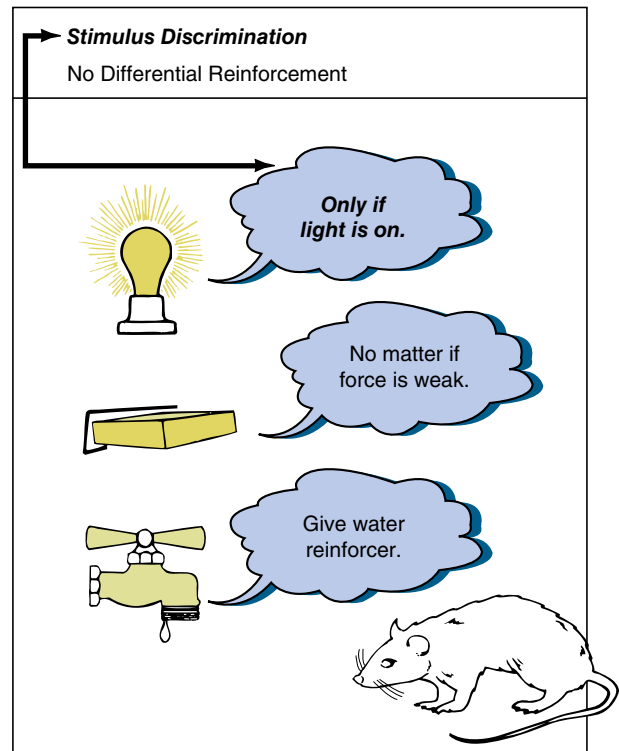 Stimulus Discrimination
No Differential Reinforcement
Only if
light is on.
No matter if
force is weak.
Give water
reinforcer.